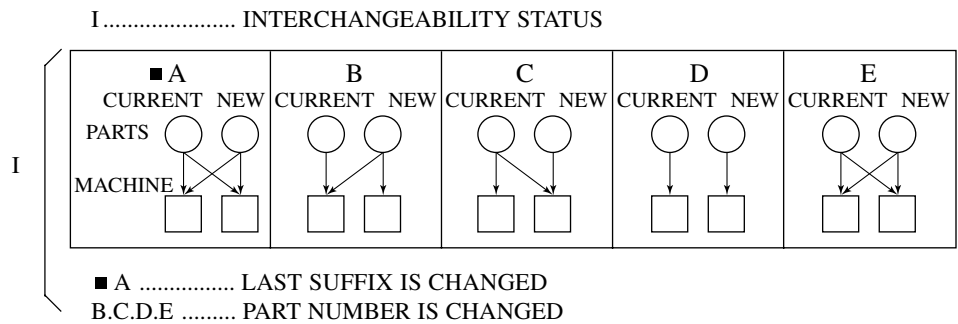 I ...................... INTERCHANGEABILITY STATUS
■ A B C D E
CURRENT NEW CURRENT NEW CURRENT NEW CURRENT NEW CURRENT NEW
PARTS
I
MACHINE
■ A ................ LAST SUFFIX IS CHANGED
B.C.D.E ......... PART NUMBER IS CHANGED